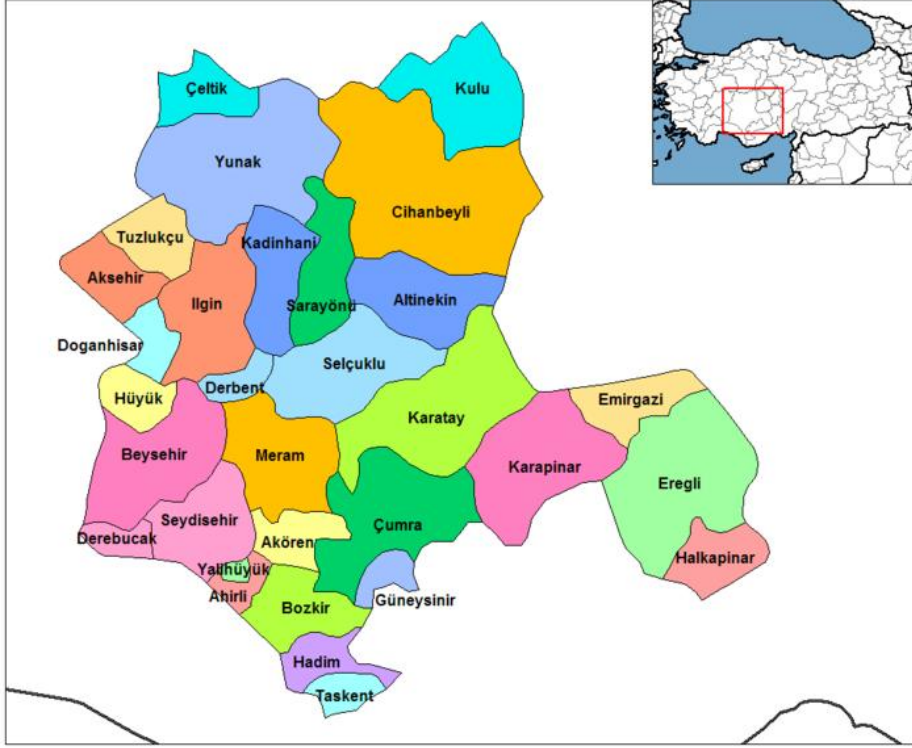 Çeltik
Kulu
Yunak
Cihanbeyli
Tuzlukçu
Kadinhani
Aksehir
Ilgin
Sarayönü
Altinekin
Doganhisar
Selçuklu
Derbent
Hüyük
Emirgazi
Karatay
Beysehir
Meram
Karapinar
Eregli
Seydisehir
Çumra
Derebucak
Akören
Halkapinar
Yalihüyük
Ahirli
Bozkir
Güneysinir
Hadim
Taskent